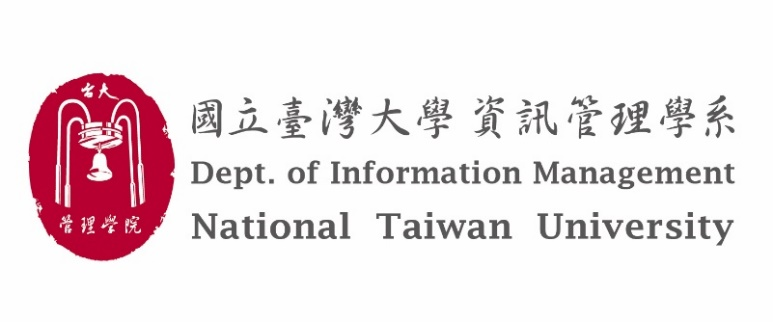 台大
管理學院
國立臺灣大學 資訊管理學系
Dept. of Information Management
National Taiwan University